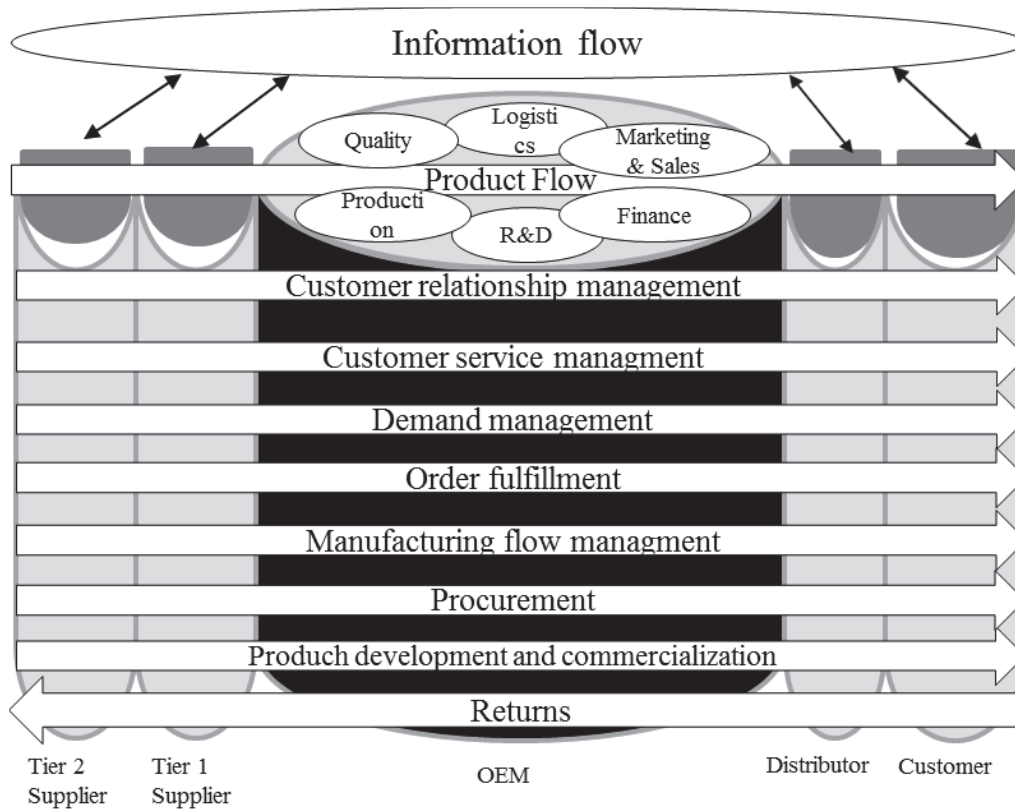 Information flow
Quality
Logisti
cs
Marketing
& Sales
Product Flow
Producti
on
R&D
Finance
Customer relationship management
Customer service managment
Demand management
Order fulfillment
Manufacturing flow managment
Procurement
Produch development and commercialization
Returns
Tier 2
Supplier
Tier 1
Supplier
OEM
Distributor
Customer